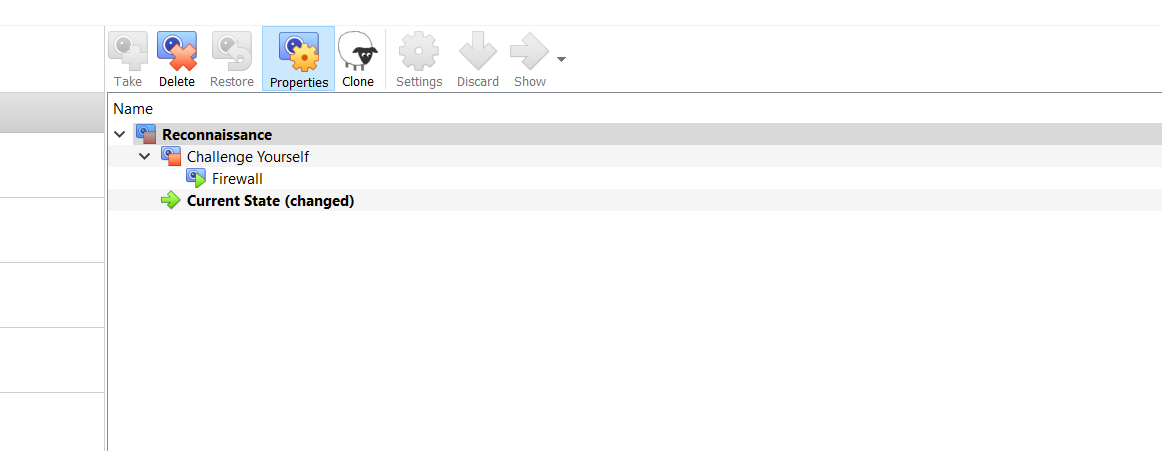 Take Delete Restore Properties Clone Settings Discard Show
Name
Reconnaissance
Challenge Yourself
Firewall
Current State (changed)